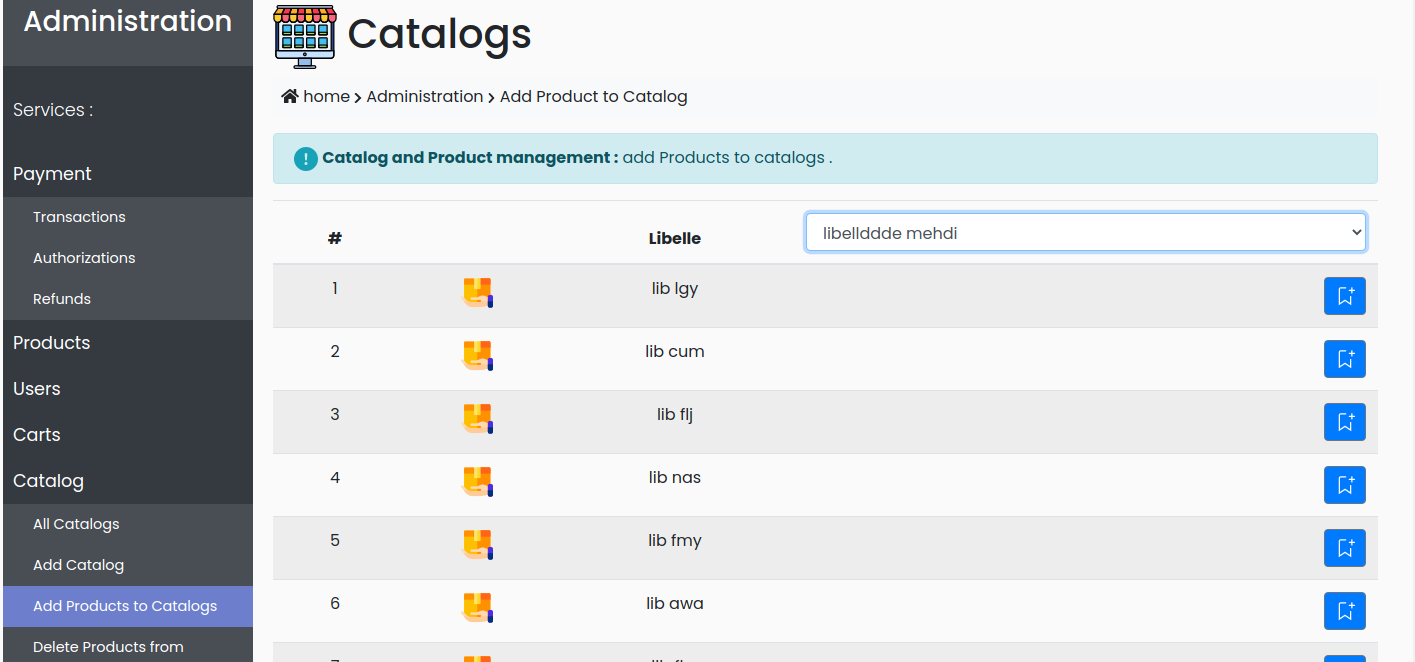 Administration
Services :
Payment
Transactions
Authorizations
Refunds
Products
Users
Carts
Catalog
All Catalogs
Add Catalog
Add Products to Catalogs
Delete Products from
Catalogs
home › Administration › Add Product to Catalog
! Catalog and Product management : add Products to catalogs .
# Libelle libellddde mehdi
1 lib lgy
2 lib cum
3 lib flj
4 lib nas
5 lib fmy
6 lib awa